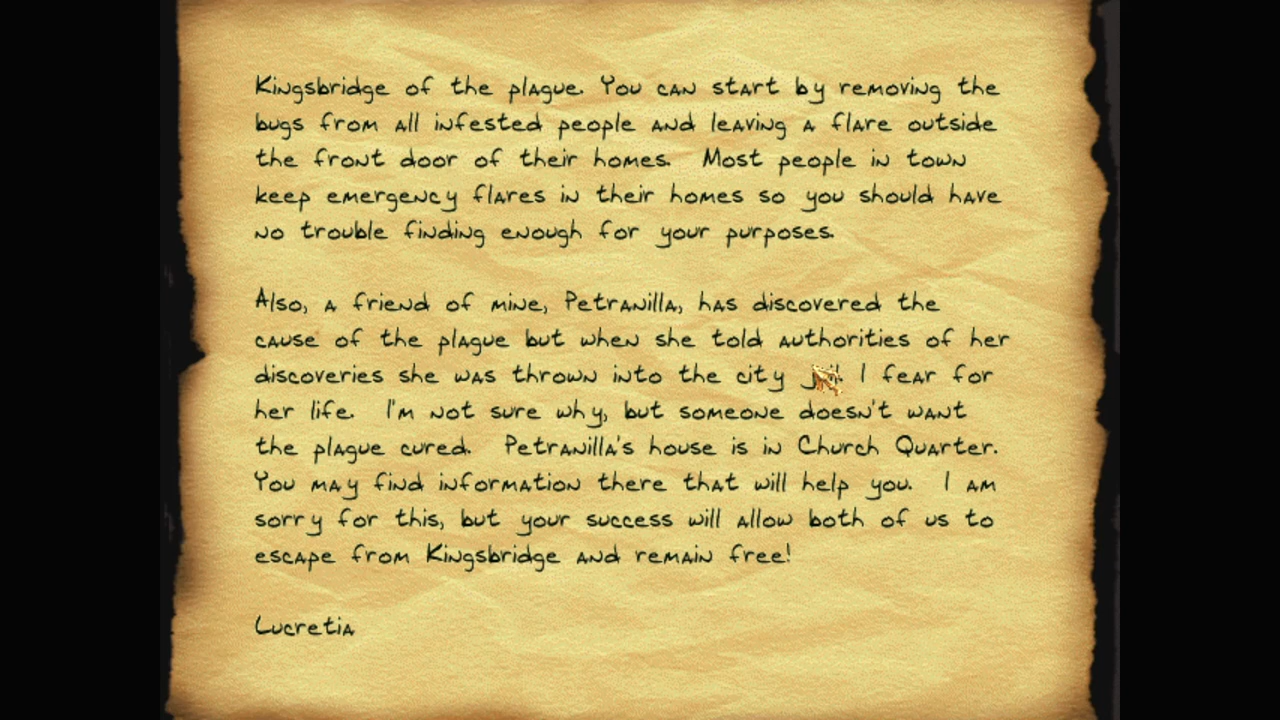 Kingsbridge of the plague. You can start by removing the
bugs from all infested people and leaving a flare outside
the front door of their homes. Most people in town
keep emergency flares in their homes so you should have
no trouble finding enough for your purposes.
Also, a friend of mine, Petranilla, has discovered the
cause of the plague but when she told authorities of her
discoveries she was thrown into the city I fear for
her life. I'm not sure why, but someone doesn't want
the plague cured. Petranilla's house is in Church Quarter.
You may find information there that will help you. I am
sorry for this, but your success will allow both of us to
escape from Kingsbridge and remain free!
Lucretia